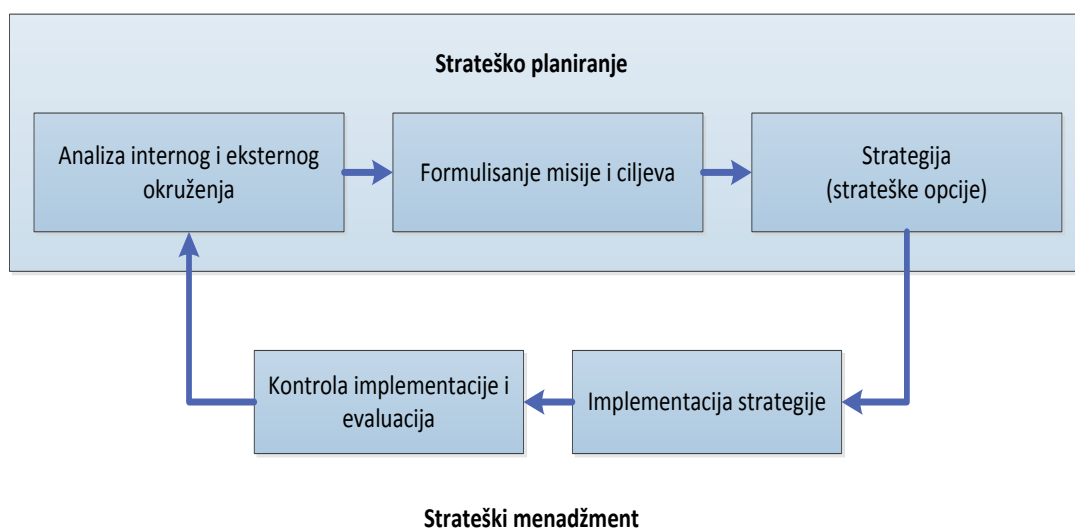 Strateško planiranje
Analiza internog i eksternog
okruženja
Formulisanje misije i ciljeva
Strategija
(strateške opcije)
Kontrola implementacije i
evaluacija
Implementacija strategije
Strateški menadžment